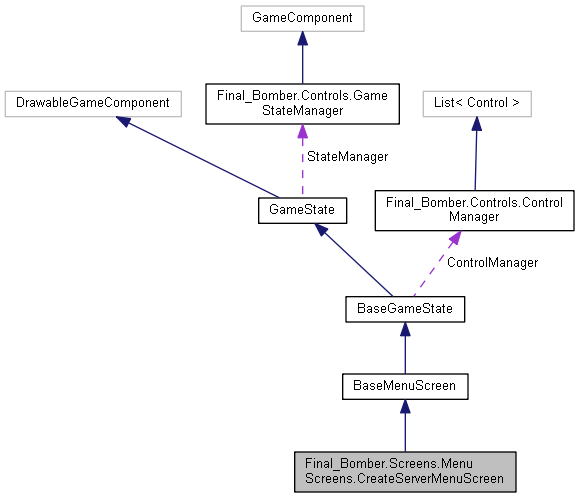 GameComponent
DrawableGameComponent
Final_Bomber.Controls.Game
StateManager
List< Control >
StateManager
GameState
Final_Bomber.Controls.Control
Manager
ControlManager
BaseGameState
BaseMenuScreen
Final_Bomber.Screens.Menu
Screens.CreateServerMenuScreen